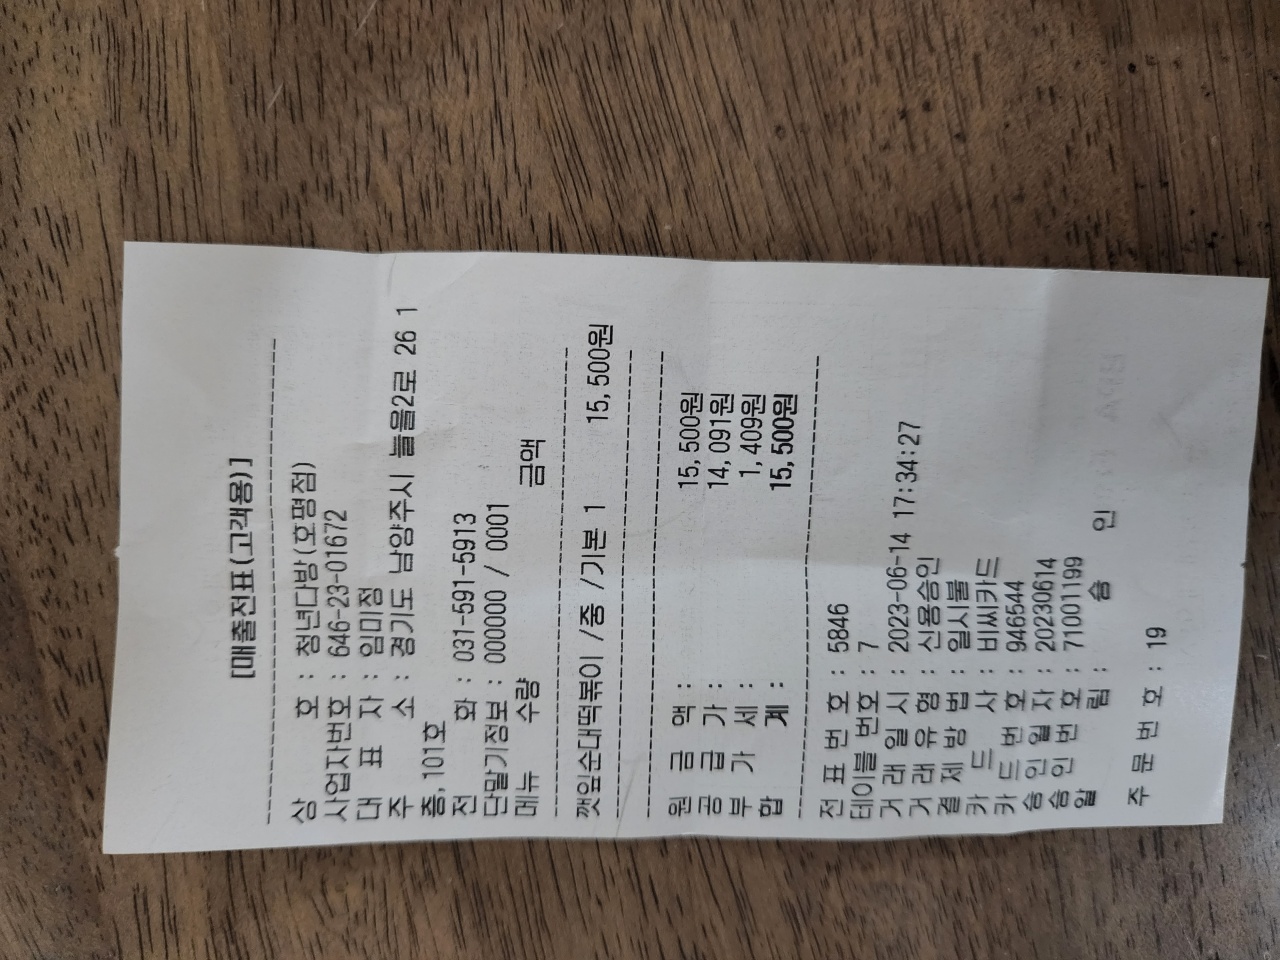 [매출전표(고객용)]
상 호 : 청년다방(호평점)
사업자번호 : 646-23-01672
대 표 자 : 임미정
주 소 : 경기도 남양주시 늘을2로 26 1
층,101호
전 화 : 031-591-5913
단말기정보 : 000000 / 0001
메뉴 수량 금액
깻잎순대떡볶이 /중 /기본 1 15,500원
원 금 액 : 15,500원
공 급 가 : 14,091원
부 가 세 : 1,409원
합 계 : 15,500원
전 표 번 호 : 5846
테이블 번호 : 7
거 래 일 시 : 2023-06-14 17:34:27
거 래 유 형 : 신용승인
결 제 방 법 : 일시불
카 드 사 : 비씨카드
카 드 번 호 : 946544
승 인 일 자 : 20230614
승 인 번 호 : 71001199
알 림 : 승 인
주 문 번 호 : 19